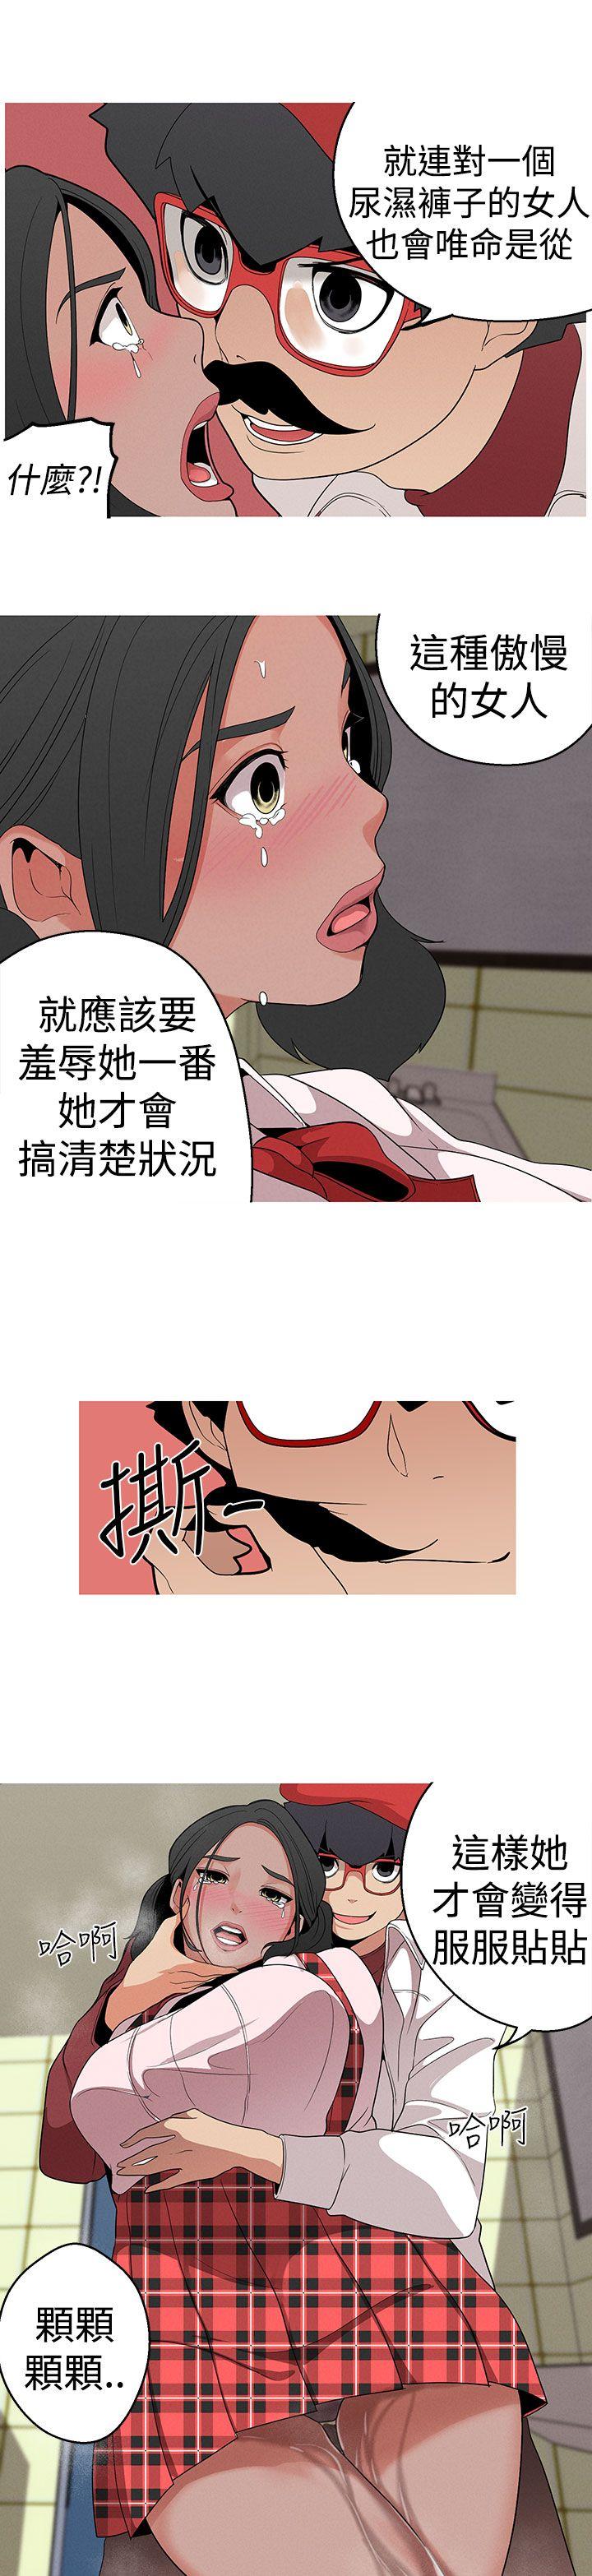 就連對一個
尿濕褲子的女人
也會唯命是從
什麼?!
這種傲慢
的女人
就應該要
羞辱她一番
她才會
搞清楚狀況
撕–
這樣她
才會變得
服服貼貼
哈啊
哈啊
顆顆
顆顆..